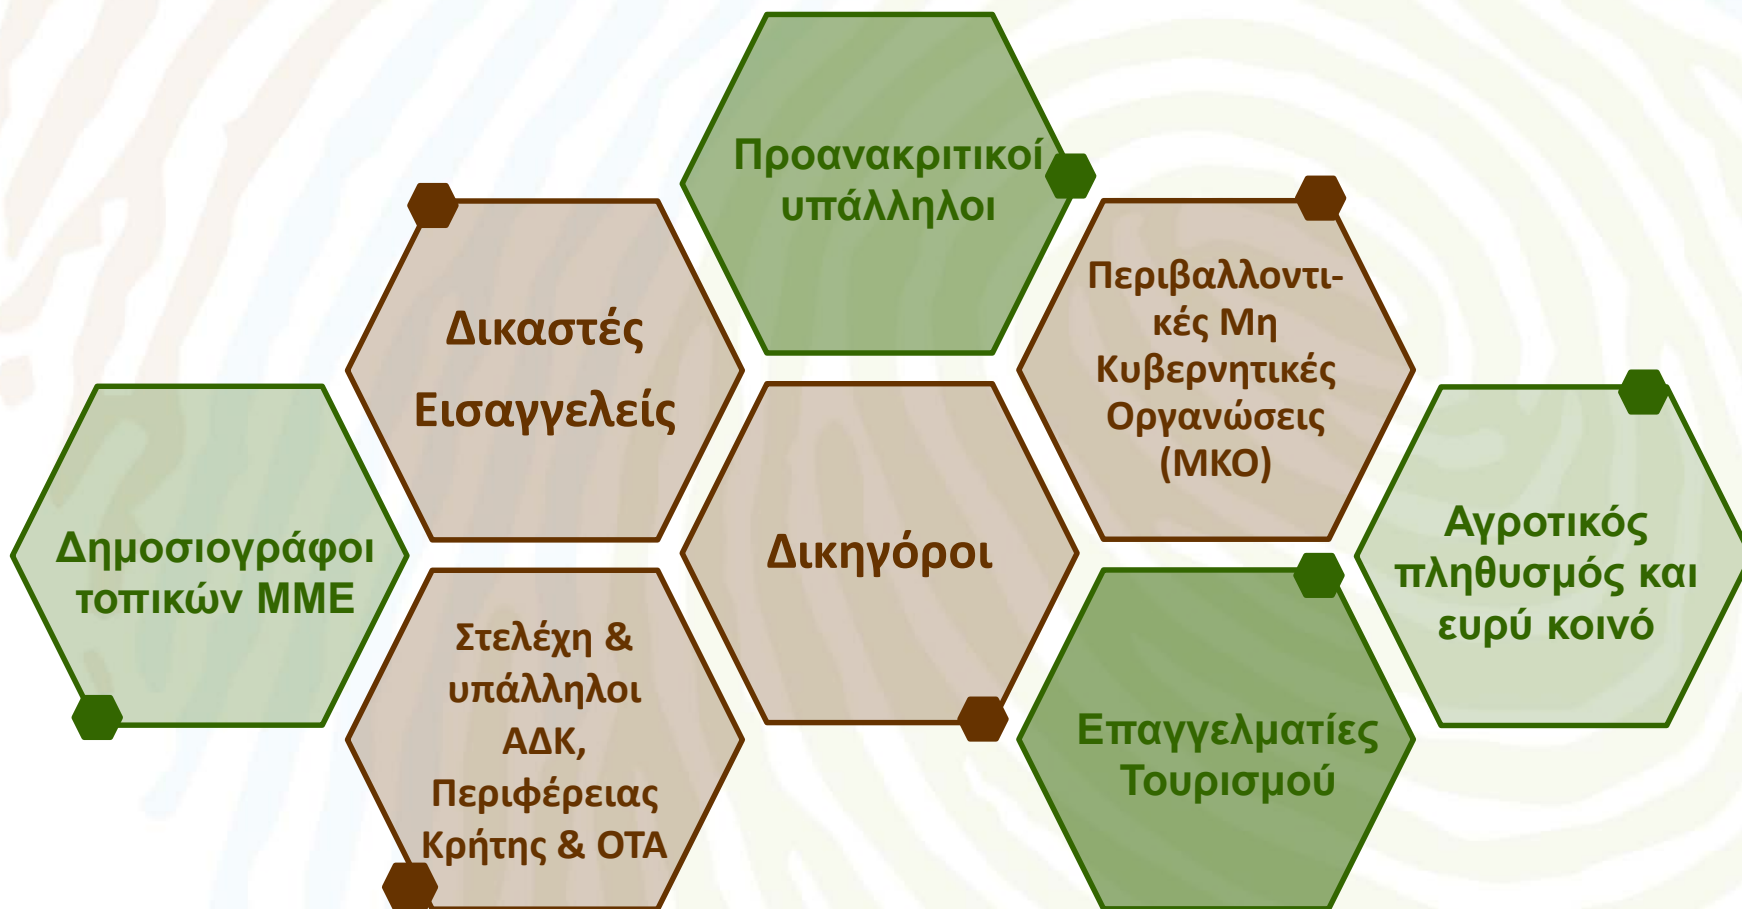 Προανακριτικοί
υπάλληλοι
Δικαστές
Εισαγγελείς
Περιβαλλοντι-
κές Μη
Κυβερνητικές
Οργανώσεις
(ΜΚΟ)
Δημοσιογράφοι
τοπικών ΜΜΕ
Δικηγόροι
Αγροτικός
πληθυσμός και
ευρύ κοινό
Στελέχη &
υπάλληλοι
ΑΔΚ,
Περιφέρειας
Κρήτης & ΟΤΑ
Επαγγελματίες
Τουρισμού